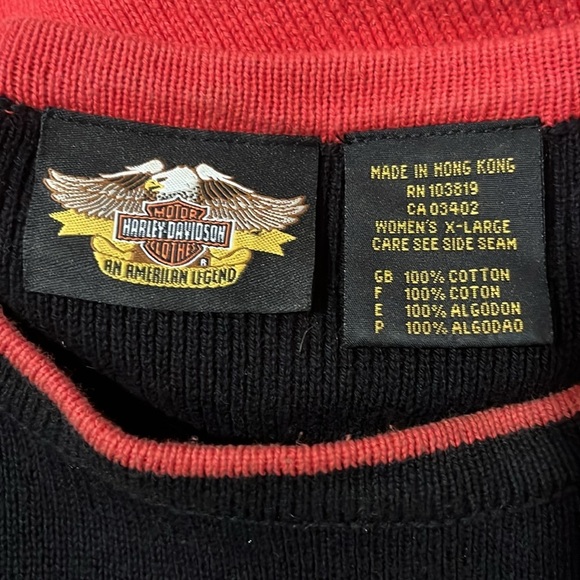 MOTOR
HARLEY-DAVIDSON
CLOTHES
®
AN AMERICAN LEGEND
MADE IN HONG KONG
RN 103819
CA 03402
WOMEN'S X-LARGE
CARE SEE SIDE SEAM
GB 100% COTTON
F 100% COTON
E 100% ALGODON
P 100% ALGODAO